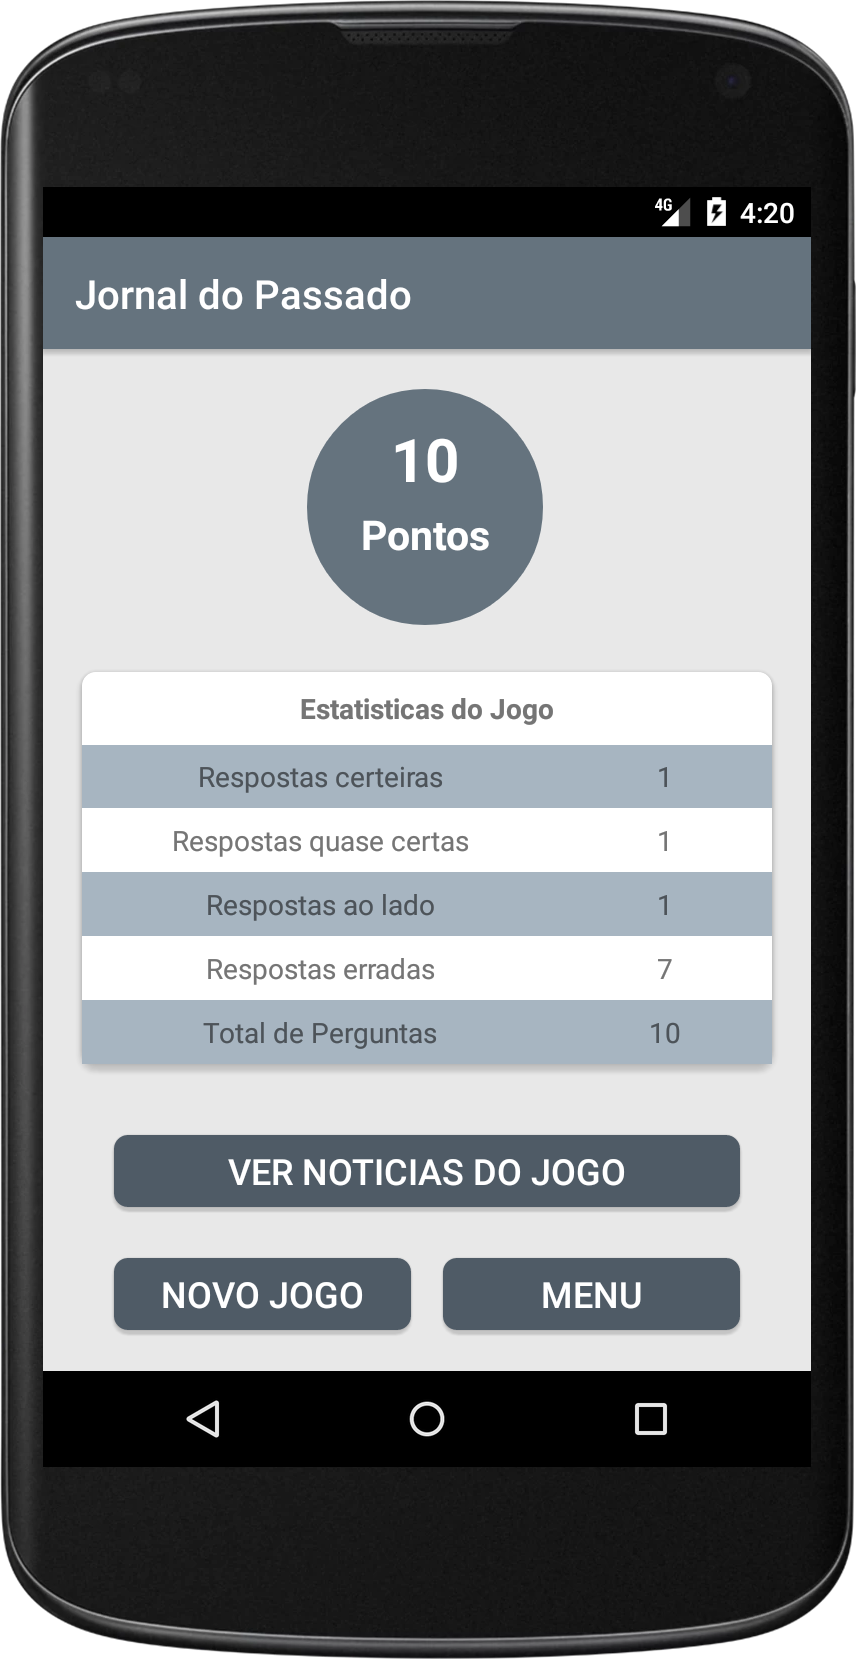 4G 4:20
Jornal do Passado
10
Pontos
Estatisticas do Jogo
Respostas certeiras 1
Respostas quase certas 1
Respostas ao lado 1
Respostas erradas 7
Total de Perguntas 10
VER NOTICIAS DO JOGO
NOVO JOGO MENU